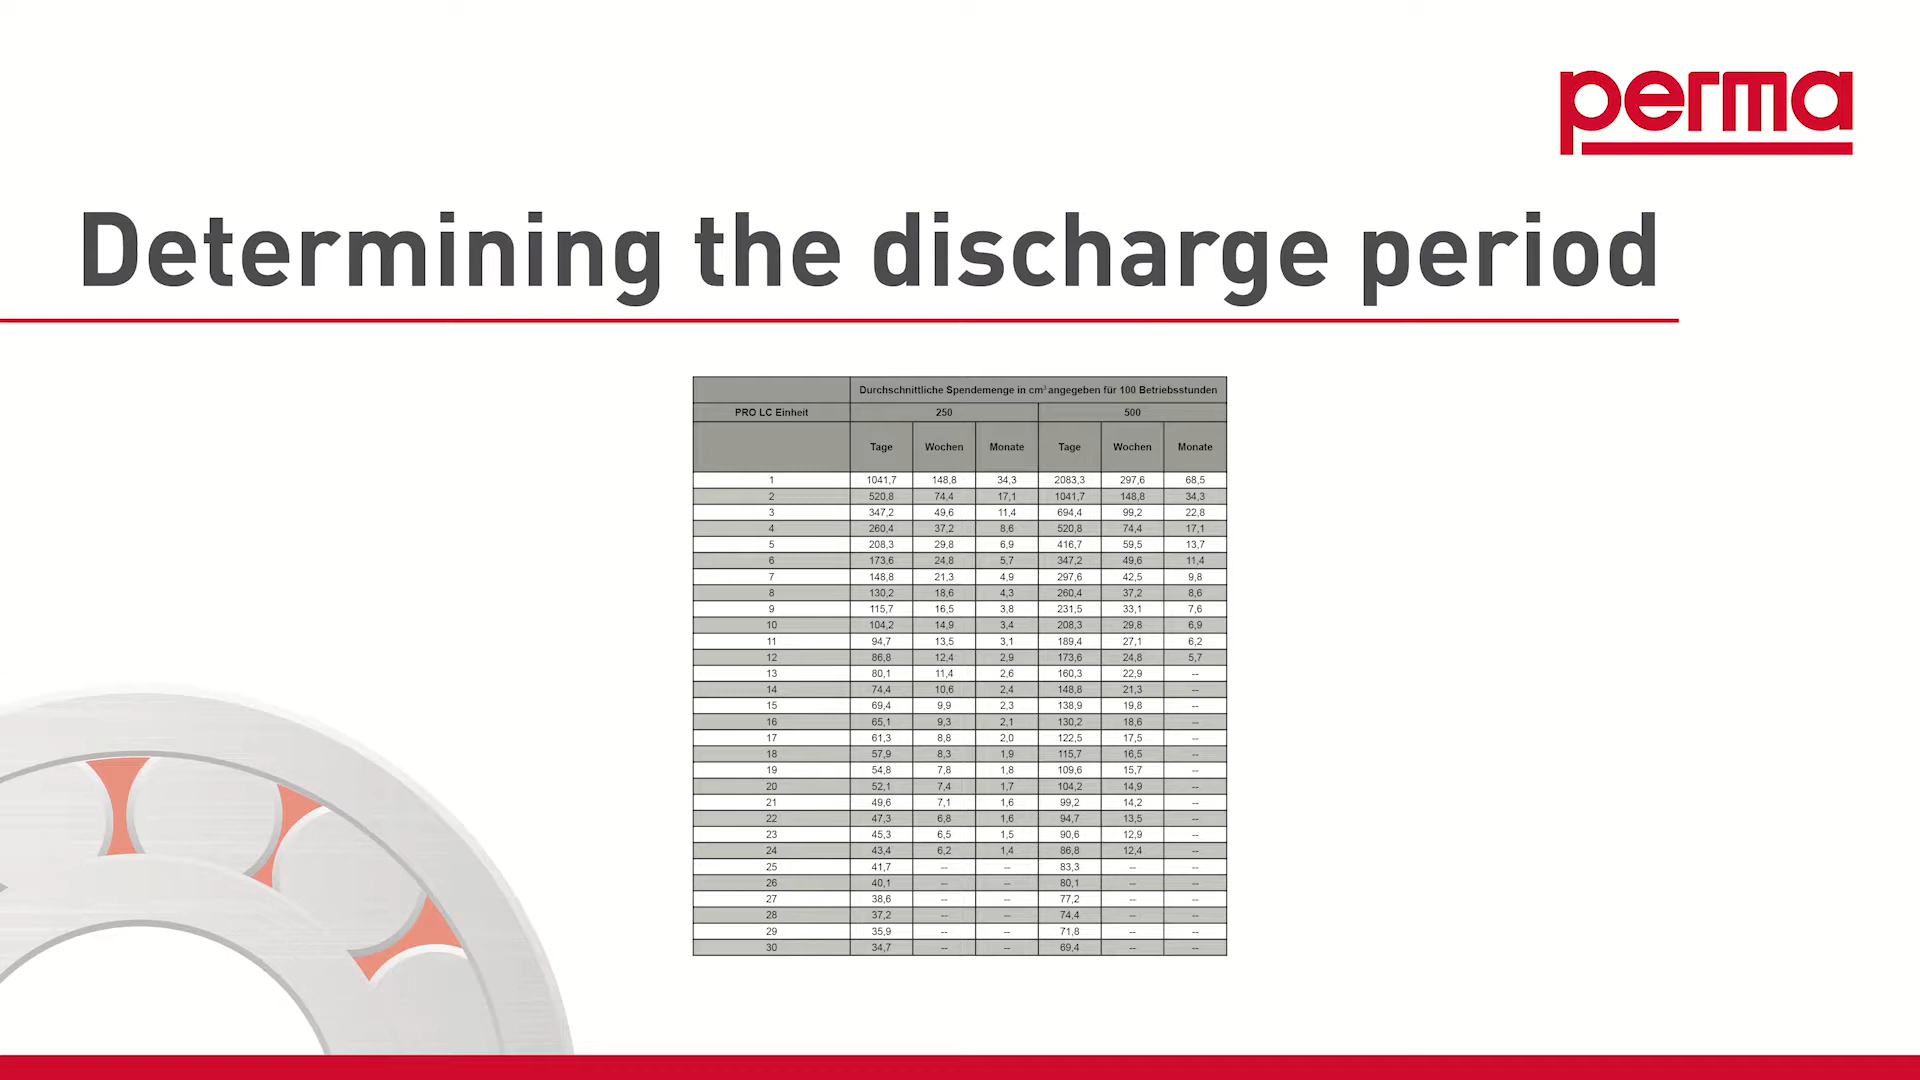 perma
Determining the discharge period
Durchschnittliche Spendemenge in cm³ angegeben für 100 Betriebsstunden
PRO LC Einheit 250 500
Tage Wochen Monate Tage Wochen Monate
1 1041,7 148,8 34,3 2083,3 297,6 68,5
2 520,8 74,4 17,1 1041,7 148,8 34,3
3 347,2 49,6 11,4 694,4 99,2 22,8
4 260,4 37,2 8,6 520,8 74,4 17,1
5 208,3 29,8 6,9 416,7 59,5 13,7
6 173,6 24,8 5,7 347,2 49,6 11,4
7 148,8 21,3 4,9 297,6 42,5 9,8
8 130,2 18,6 4,3 260,4 37,2 8,6
9 115,7 16,5 3,8 231,5 33,1 7,6
10 104,2 14,9 3,4 208,3 29,8 6,9
11 94,7 13,5 3,1 189,4 27,1 6,2
12 86,8 12,4 2,9 173,6 24,8 5,7
13 80,1 11,4 2,6 160,3 22,9 --
14 74,4 10,6 2,4 148,8 21,3 --
15 69,4 9,9 2,3 138,9 19,8 --
16 65,1 9,3 2,1 130,2 18,6 --
17 61,3 8,8 2,0 122,5 17,5 --
18 57,9 8,3 1,9 115,7 16,5 --
19 54,8 7,8 1,8 109,6 15,7 --
20 52,1 7,4 1,7 104,2 14,9 --
21 49,6 7,1 1,6 99,2 14,2 --
22 47,3 6,8 1,6 94,7 13,5 --
23 45,3 6,5 1,5 90,6 12,9 --
24 43,4 6,2 1,4 86,8 12,4 --
25 41,7 -- -- 83,3 -- --
26 40,1 -- -- 80,1 -- --
27 38,6 -- -- 77,2 -- --
28 37,2 -- -- 74,4 -- --
29 35,9 -- -- 71,8 -- --
30 34,7 -- -- 69,4 -- --